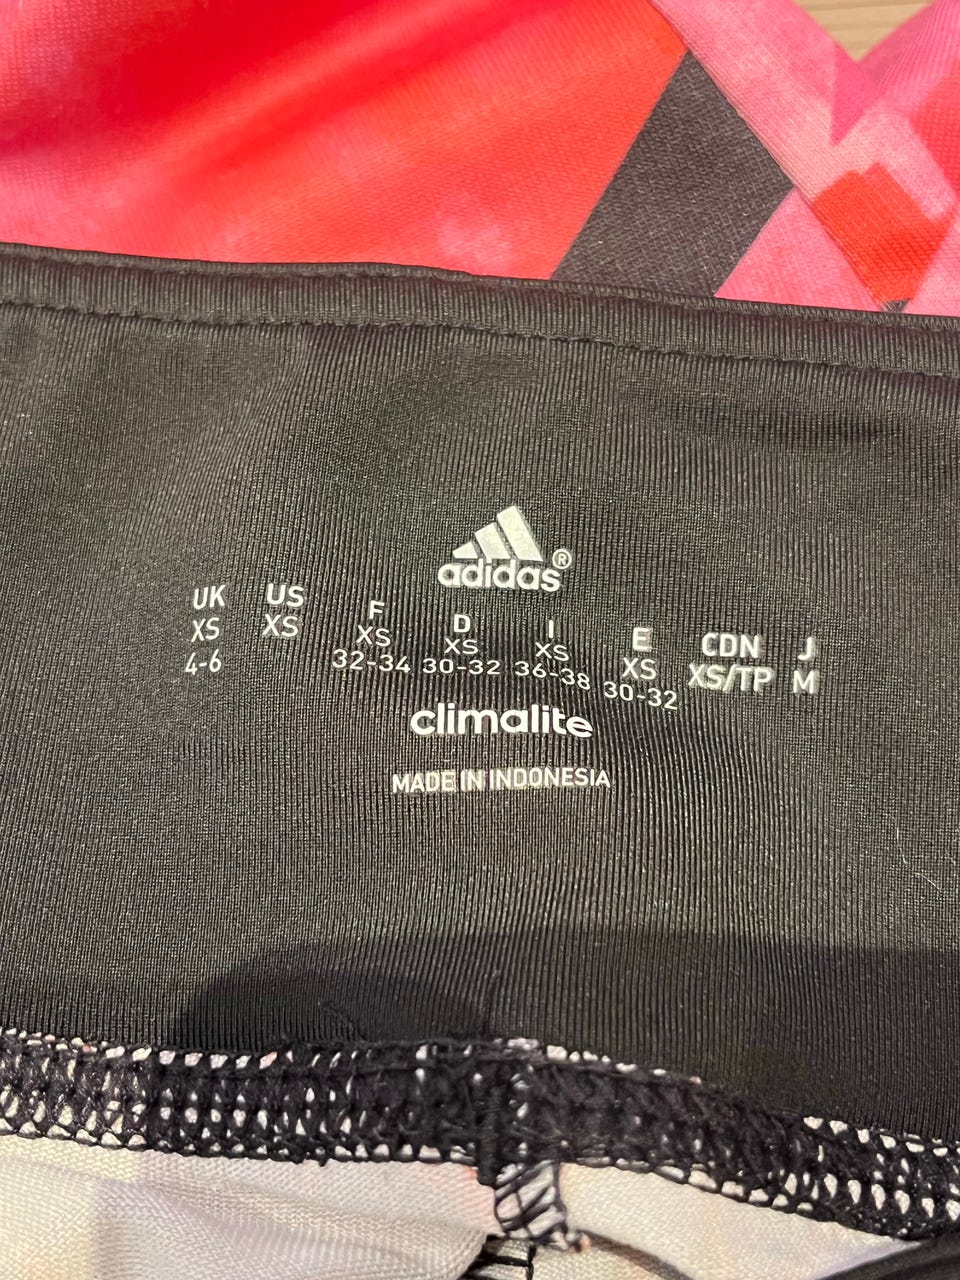 adidas®
UK US F D I E CDN J
XS XS XS XS XS XS XS/TP M
4-6 32-34 30-32 36-38 30-32
climalite
MADE IN INDONESIA